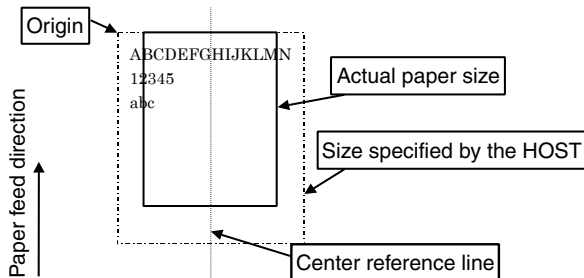 Origin
ABCDEFGHIJKLMN
12345
abc
Actual paper size
Size specified by the HOST
Paper feed direction
Center reference line